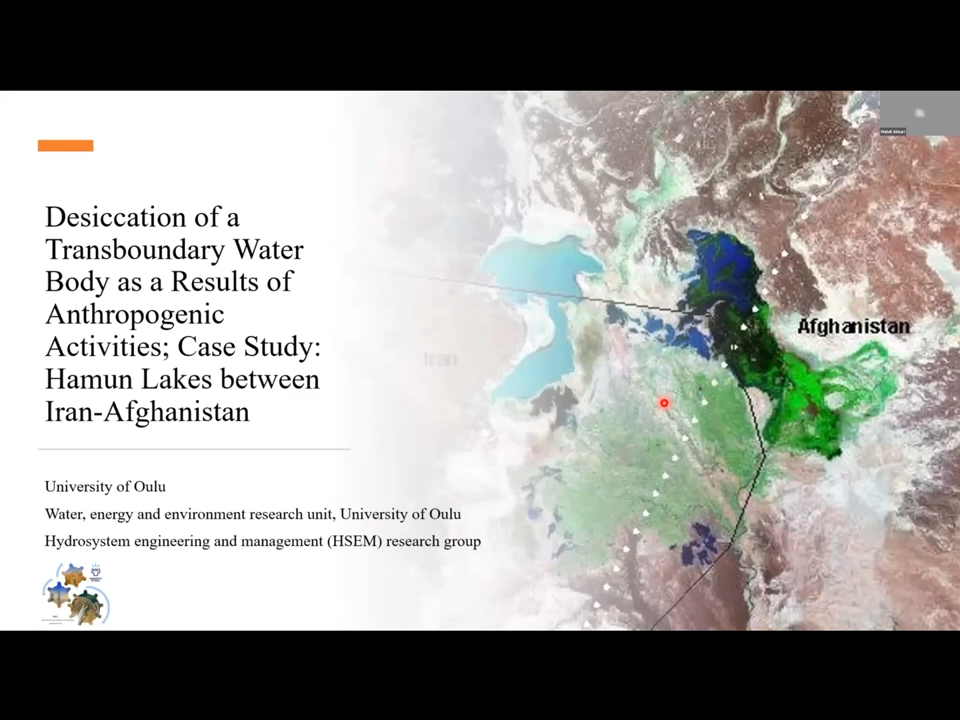 Desiccation of a
Transboundary Water
Body as a Results of
Anthropogenic
Activities; Case Study:
Hamun Lakes between
Iran-Afghanistan
University of Oulu
Water, energy and environment research unit, University of Oulu
Hydrosystem engineering and management (HSEM) research group
Iran
Afghanistan
Mahdi Akbari